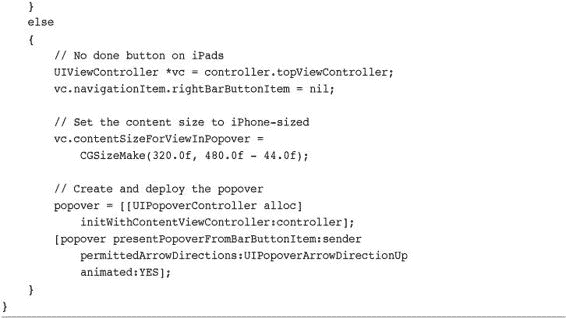 }
    else
    {
        // No done button on iPads
        UIViewController *vc = controller.topViewController;
        vc.navigationItem.rightBarButtonItem = nil;

        // Set the content size to iPhone-sized
        vc.contentSizeForViewInPopover =
            CGSizeMake(320.0f, 480.0f - 44.0f);

        // Create and deploy the popover
        popover = [[UIPopoverController alloc]
            initWithContentViewController:controller];
        [popover presentPopoverFromBarButtonItem:sender
            permittedArrowDirections:UIPopoverArrowDirectionUp
            animated:YES];
    }
}